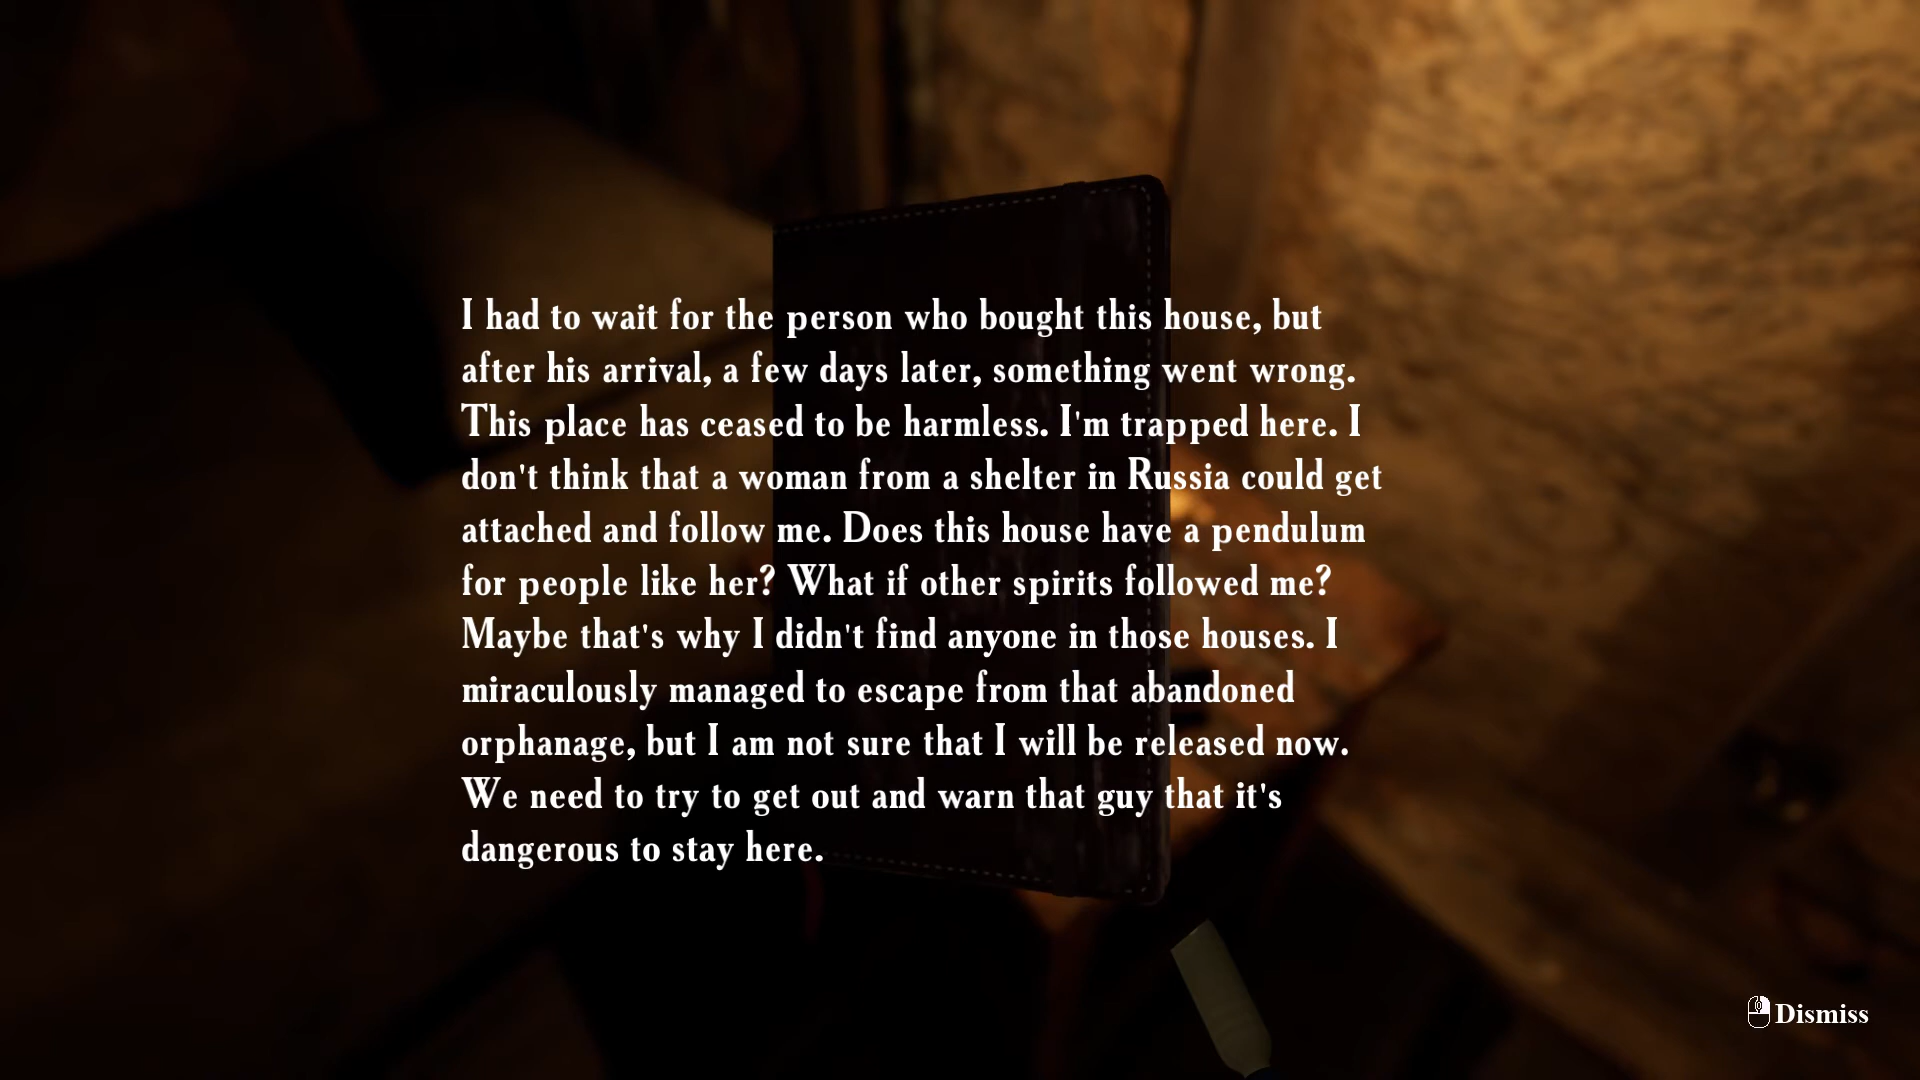 I had to wait for the person who bought this house, but
after his arrival, a few days later, something went wrong.
This place has ceased to be harmless. I'm trapped here. I
don't think that a woman from a shelter in Russia could get
attached and follow me. Does this house have a pendulum
for people like her? What if other spirits followed me?
Maybe that's why I didn't find anyone in those houses. I
miraculously managed to escape from that abandoned
orphanage, but I am not sure that I will be released now.
We need to try to get out and warn that guy that it's
dangerous to stay here.
Dismiss